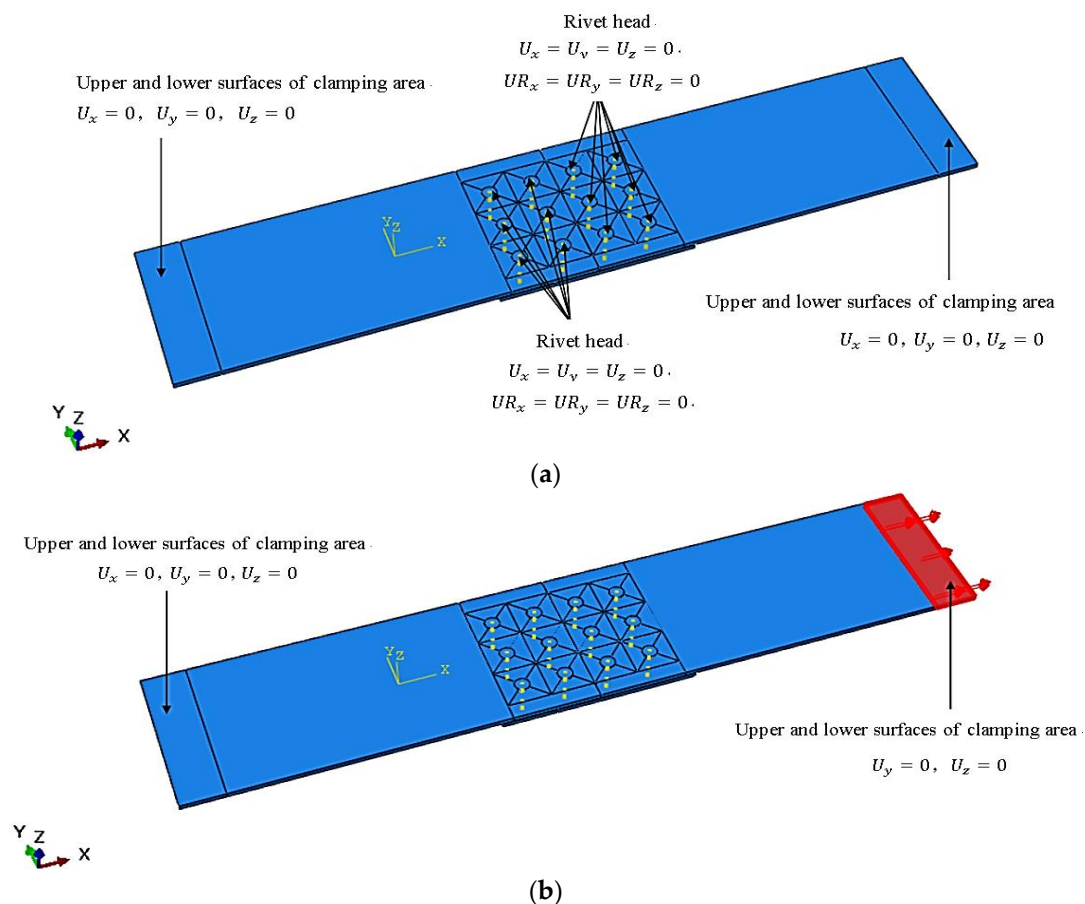 Rivet head
U_x = U_v = U_z = 0.
UR_x = UR_y = UR_z = 0
Upper and lower surfaces of clamping area
U_x = 0, U_y = 0, U_z = 0
Y Z
X
Upper and lower surfaces of clamping area
U_x = 0, U_y = 0, U_z = 0
Rivet head
U_x = U_v = U_z = 0.
UR_x = UR_y = UR_z = 0.
Y Z
X
(a)
Upper and lower surfaces of clamping area
U_x = 0, U_y = 0, U_z = 0
Y Z
X
Upper and lower surfaces of clamping area
U_y = 0, U_z = 0
Y Z
X
(b)